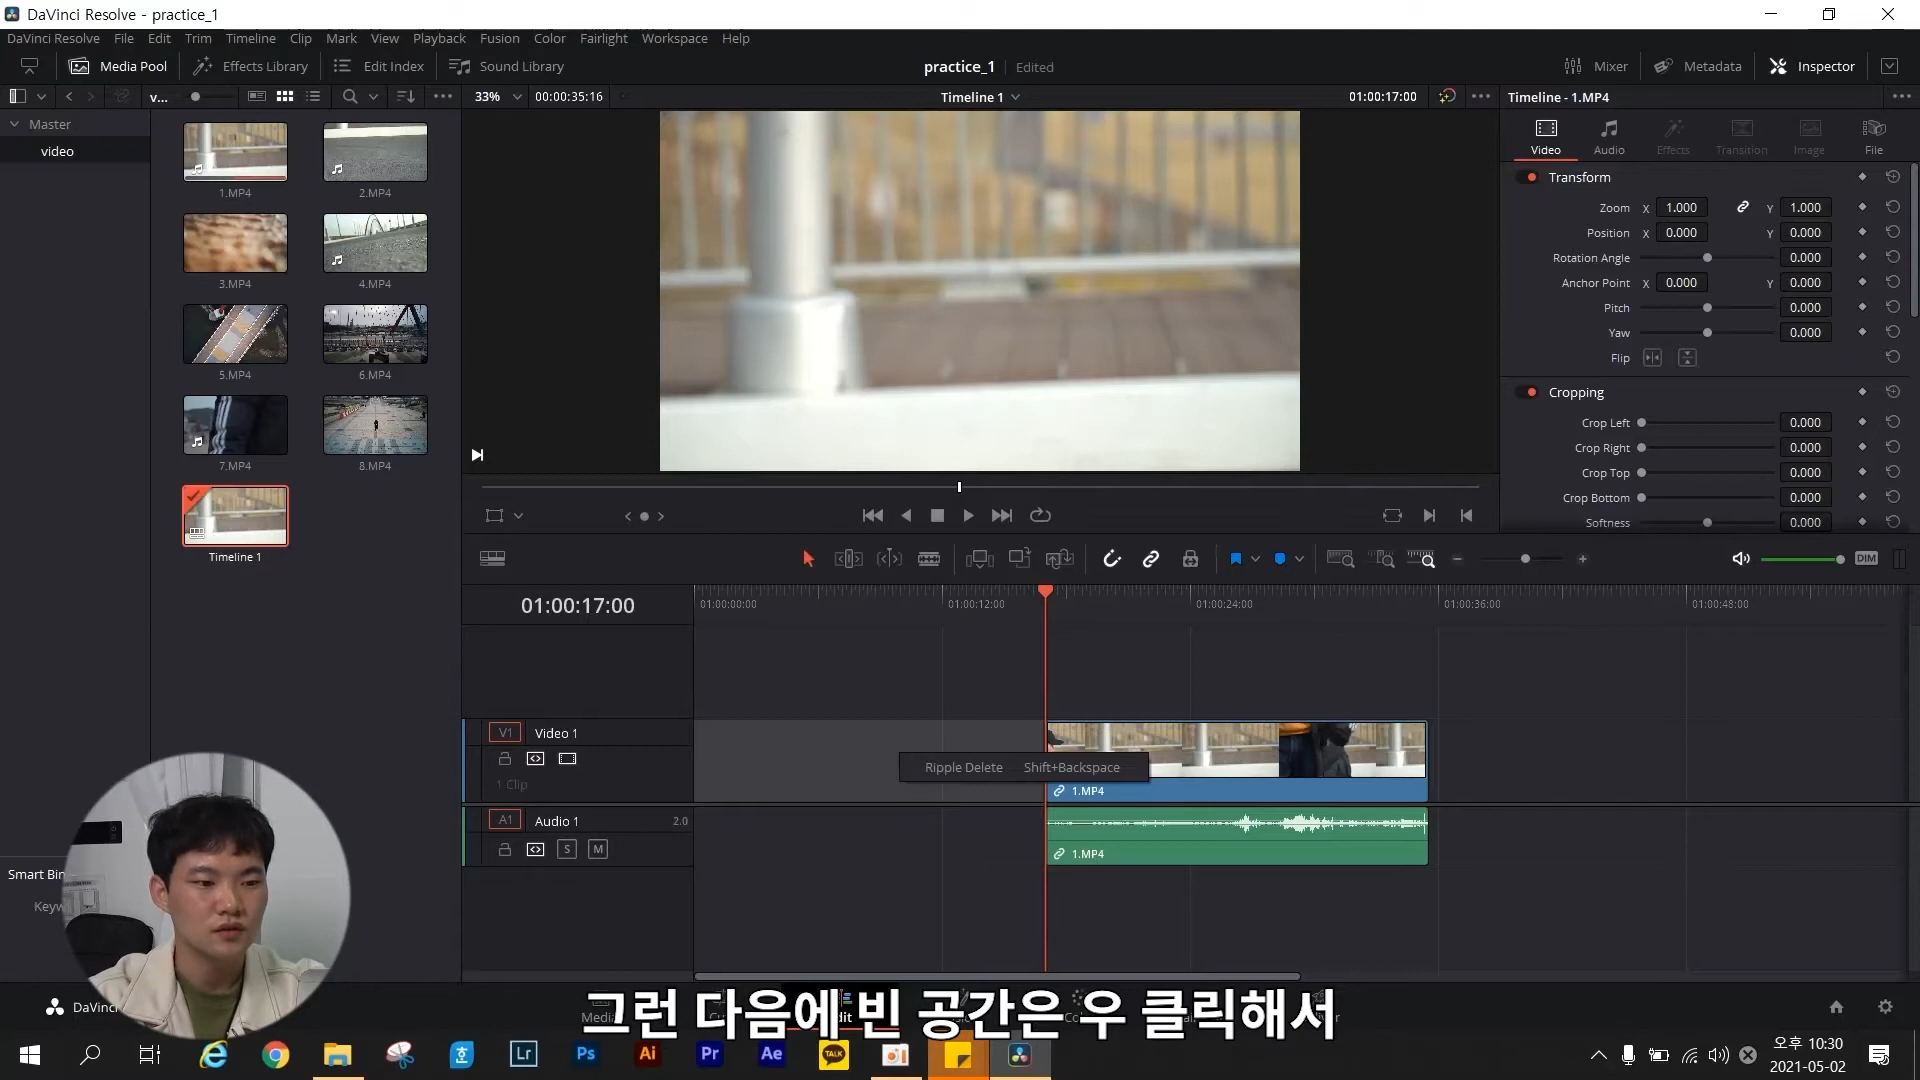 DaVinci Resolve - practice_1
DaVinci Resolve File Edit Trim Timeline Clip Mark View Playback Fusion Color Fairlight Workspace Help
Media Pool Effects Library Edit Index Sound Library practice_1 Edited Mixer Metadata Inspector
v... 33% 00:00:35:16 Timeline 1 01:00:17:00 Timeline - 1.MP4
Master
video
1.MP4 2.MP4
3.MP4 4.MP4
5.MP4 6.MP4
7.MP4 8.MP4
Timeline 1
Video Audio Effects Transition Image File
Transform
Zoom X 1.000 Y 1.000
Position X 0.000 Y 0.000
Rotation Angle 0.000
Anchor Point X 0.000 Y 0.000
Pitch 0.000
Yaw 0.000
Flip
Cropping
Crop Left 0.000
Crop Right 0.000
Crop Top 0.000
Crop Bottom 0.000
Softness 0.000
DIM
01:00:17:00
01:00:00:00 01:00:12:00 01:00:24:00 01:00:36:00 01:00:48:00
V1 Video 1
1 Clip
Ripple Delete Shift+Backspace
1.MP4
A1 Audio 1 2.0
S M
1.MP4
Smart Bin
Keyw
DaVinci
그런 다음에 빈 공간은 우 클릭해서
Lr Ps Ai Pr Ae TALK
오후 10:30
2021-05-02